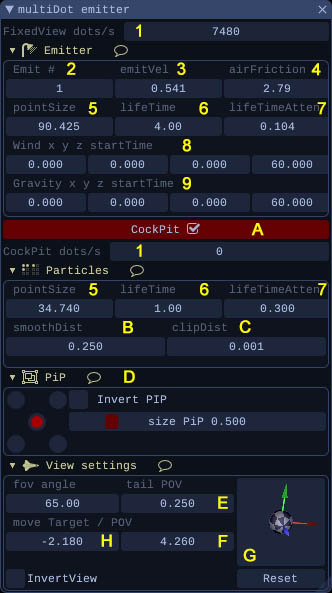 multiDot emitter
FixedView dots/s 1 7480
Emitter
Emit # 2 emitVel 3 airFriction 4
1 0.541 2.79
pointSize 5 lifeTime 6 lifeTimeAtten 7
90.425 4.00 0.104
Wind x y z startTime 8
0.000 0.000 0.000 60.000
Gravity x y z startTime 9
0.000 0.000 0.000 60.000
CockPit A
CockPit dots/s 1 0
Particles
pointSize 5 lifeTime 6 lifeTimeAtten 7
34.740 1.00 0.300
smoothDist B clipDist C
0.250 0.001
PiP D
Invert PIP
size PiP 0.500
View settings
fov angle tail POV
65.00 0.250 E
move Target / POV
-2.180 H 4.260 F
G
InvertView Reset